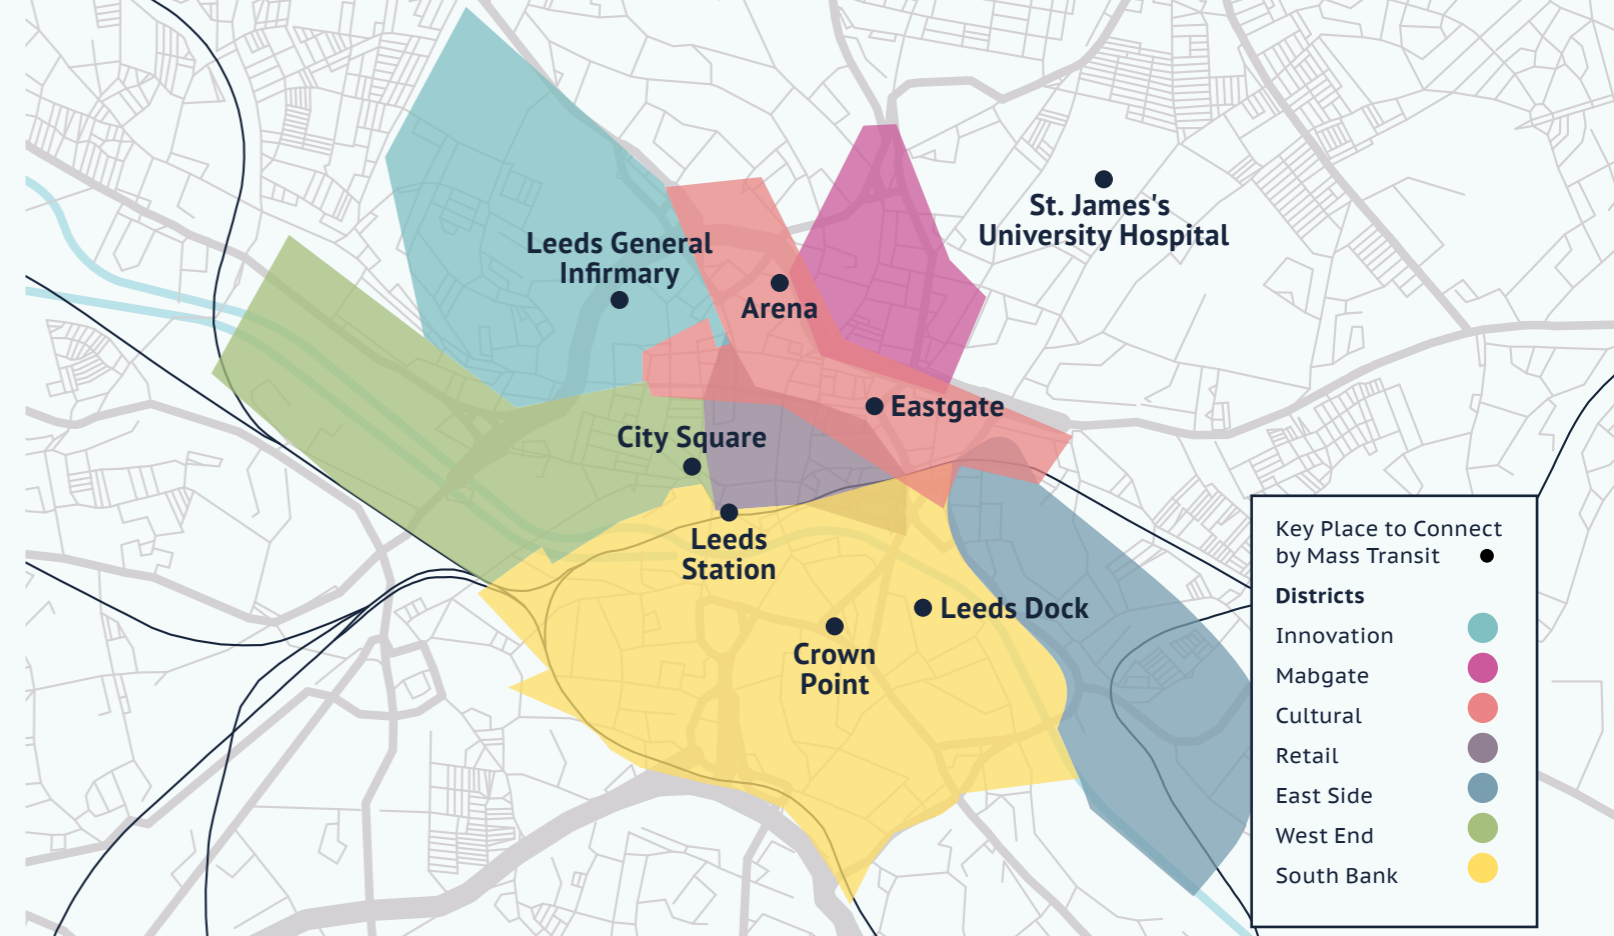 St. James's
University Hospital
Leeds General
Infirmary
Arena
Eastgate
City Square
Leeds
Station
Leeds Dock
Crown
Point
Key Place to Connect
by Mass Transit
Districts
Innovation
Mabgate
Cultural
Retail
East Side
West End
South Bank